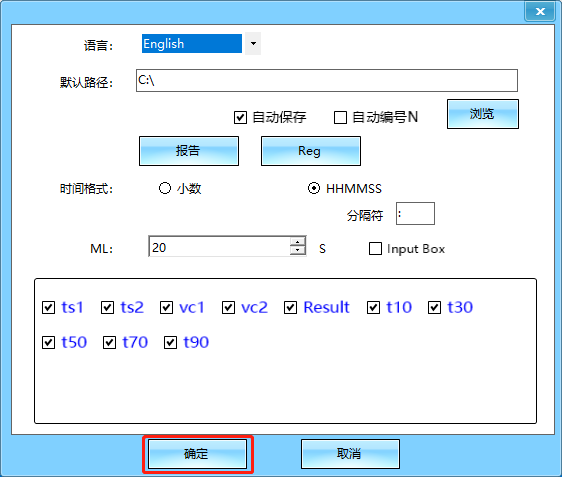 语言: English
默认路径: C:\
自动保存 自动编号N 浏览
报告 Reg
时间格式: 小数 HHMMSS
分隔符 :
ML: 20 S Input Box
ts1 ts2 vc1 vc2 Result t10 t30
t50 t70 t90
确定 取消